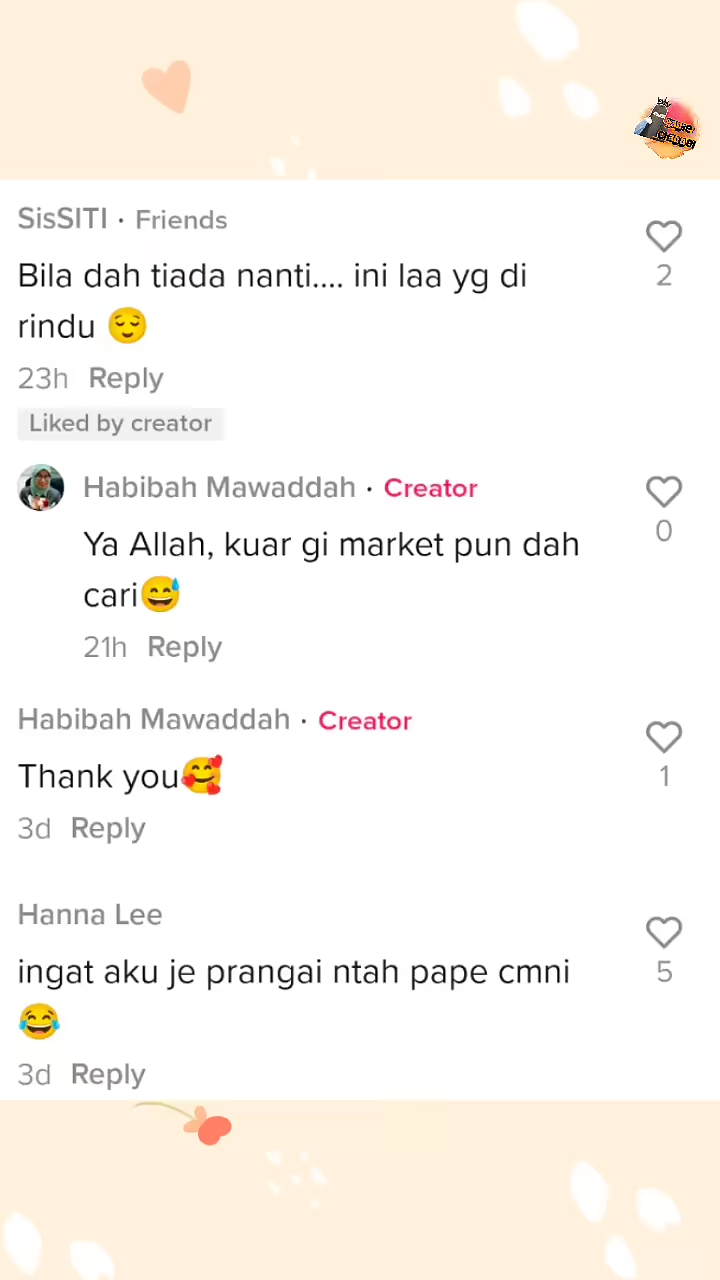 SisSITI · Friends
Bila dah tiada nanti.... ini laa yg di
2
rindu 😌
23h Reply
Liked by creator
Habibah Mawaddah · Creator
Ya Allah, kuar gi market pun dah
0
cari😅
21h Reply
Habibah Mawaddah · Creator
Thank you🥰
1
3d Reply
Hanna Lee
ingat aku je prangai ntah pape cmni
5
😂
3d Reply